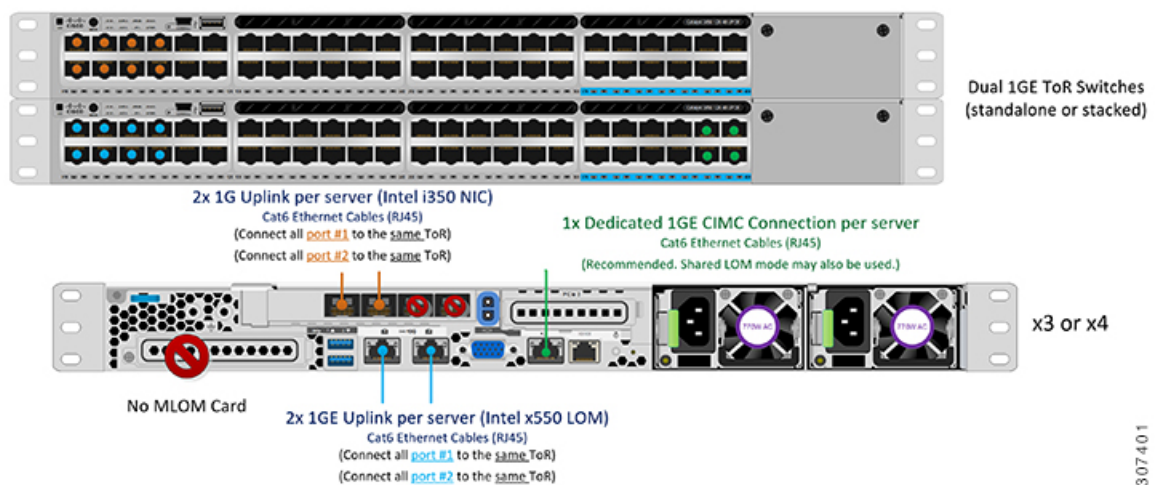 Dual 1GE ToR Switches
(standalone or stacked)
2x 1G Uplink per server (Intel i350 NIC)
Cat6 Ethernet Cables (RJ45)
(Connect all port #1 to the same ToR)
(Connect all port #2 to the same ToR)
1x Dedicated 1GE CIMC Connection per server
Cat6 Ethernet Cables (RJ45)
(Recommended. Shared LOM mode may also be used.)
770W AC
770W AC
x3 or x4
No MLOM Card
2x 1GE Uplink per server (Intel x550 LOM)
Cat6 Ethernet Cables (RJ45)
(Connect all port #1 to the same ToR)
(Connect all port #2 to the same ToR)
307401